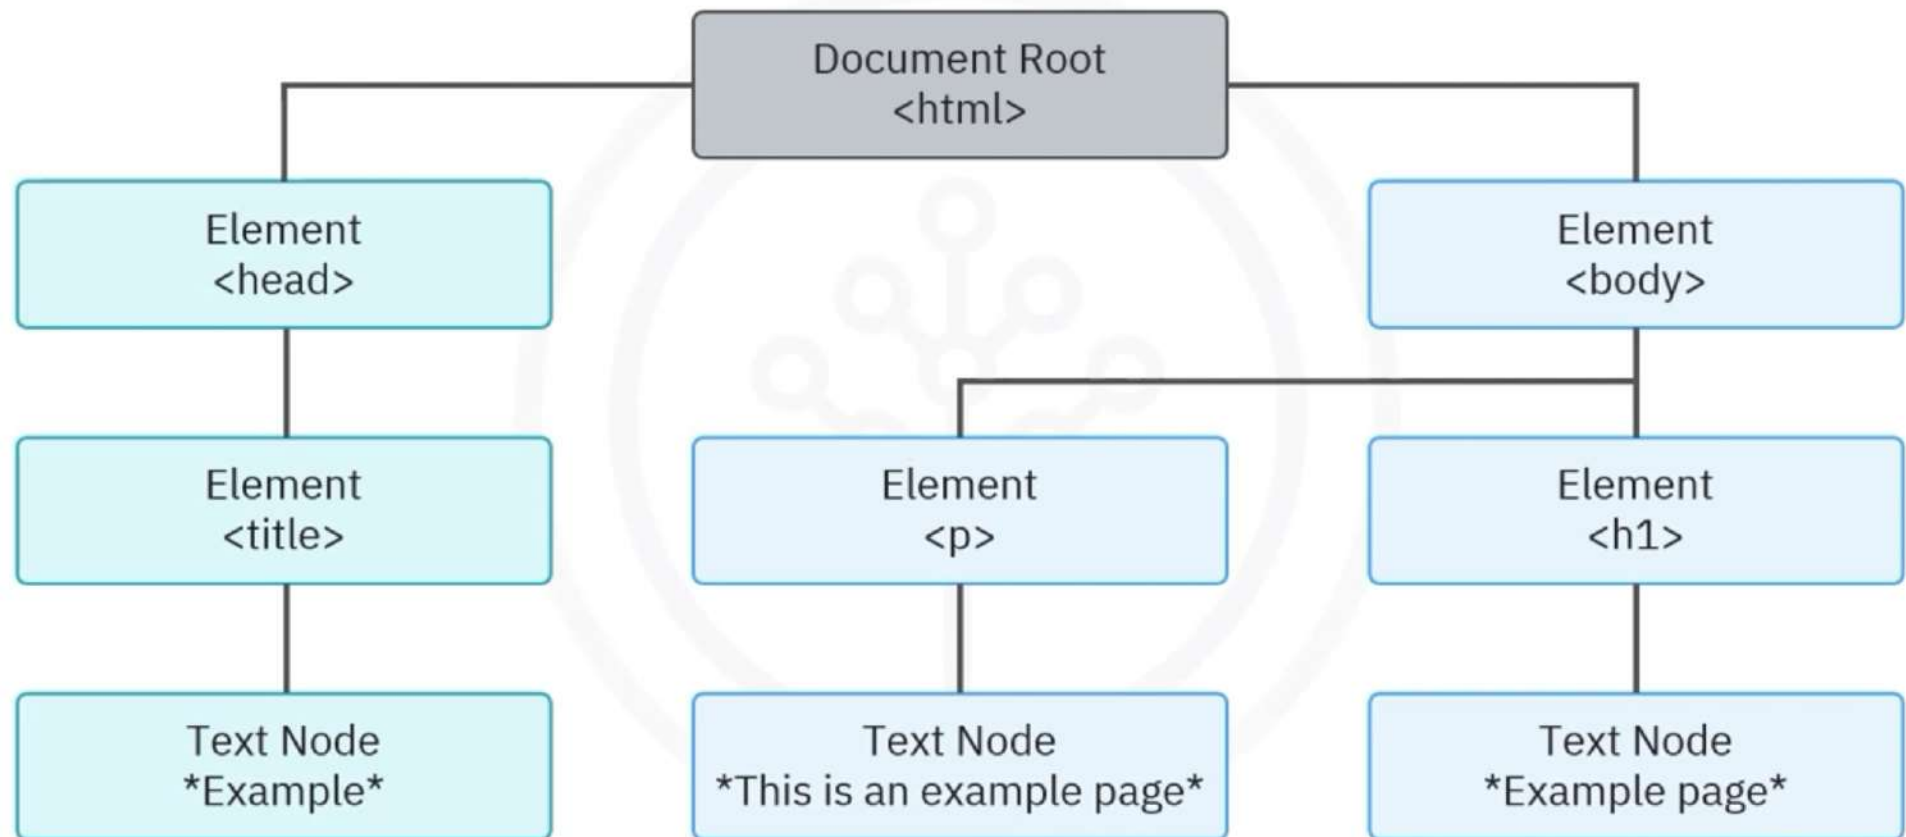 Document Root
<html>
Element
<head>
Element
<body>
Element
<title>
Element
<p>
Element
<h1>
Text Node
*Example*
Text Node
*This is an example page*
Text Node
*Example page*